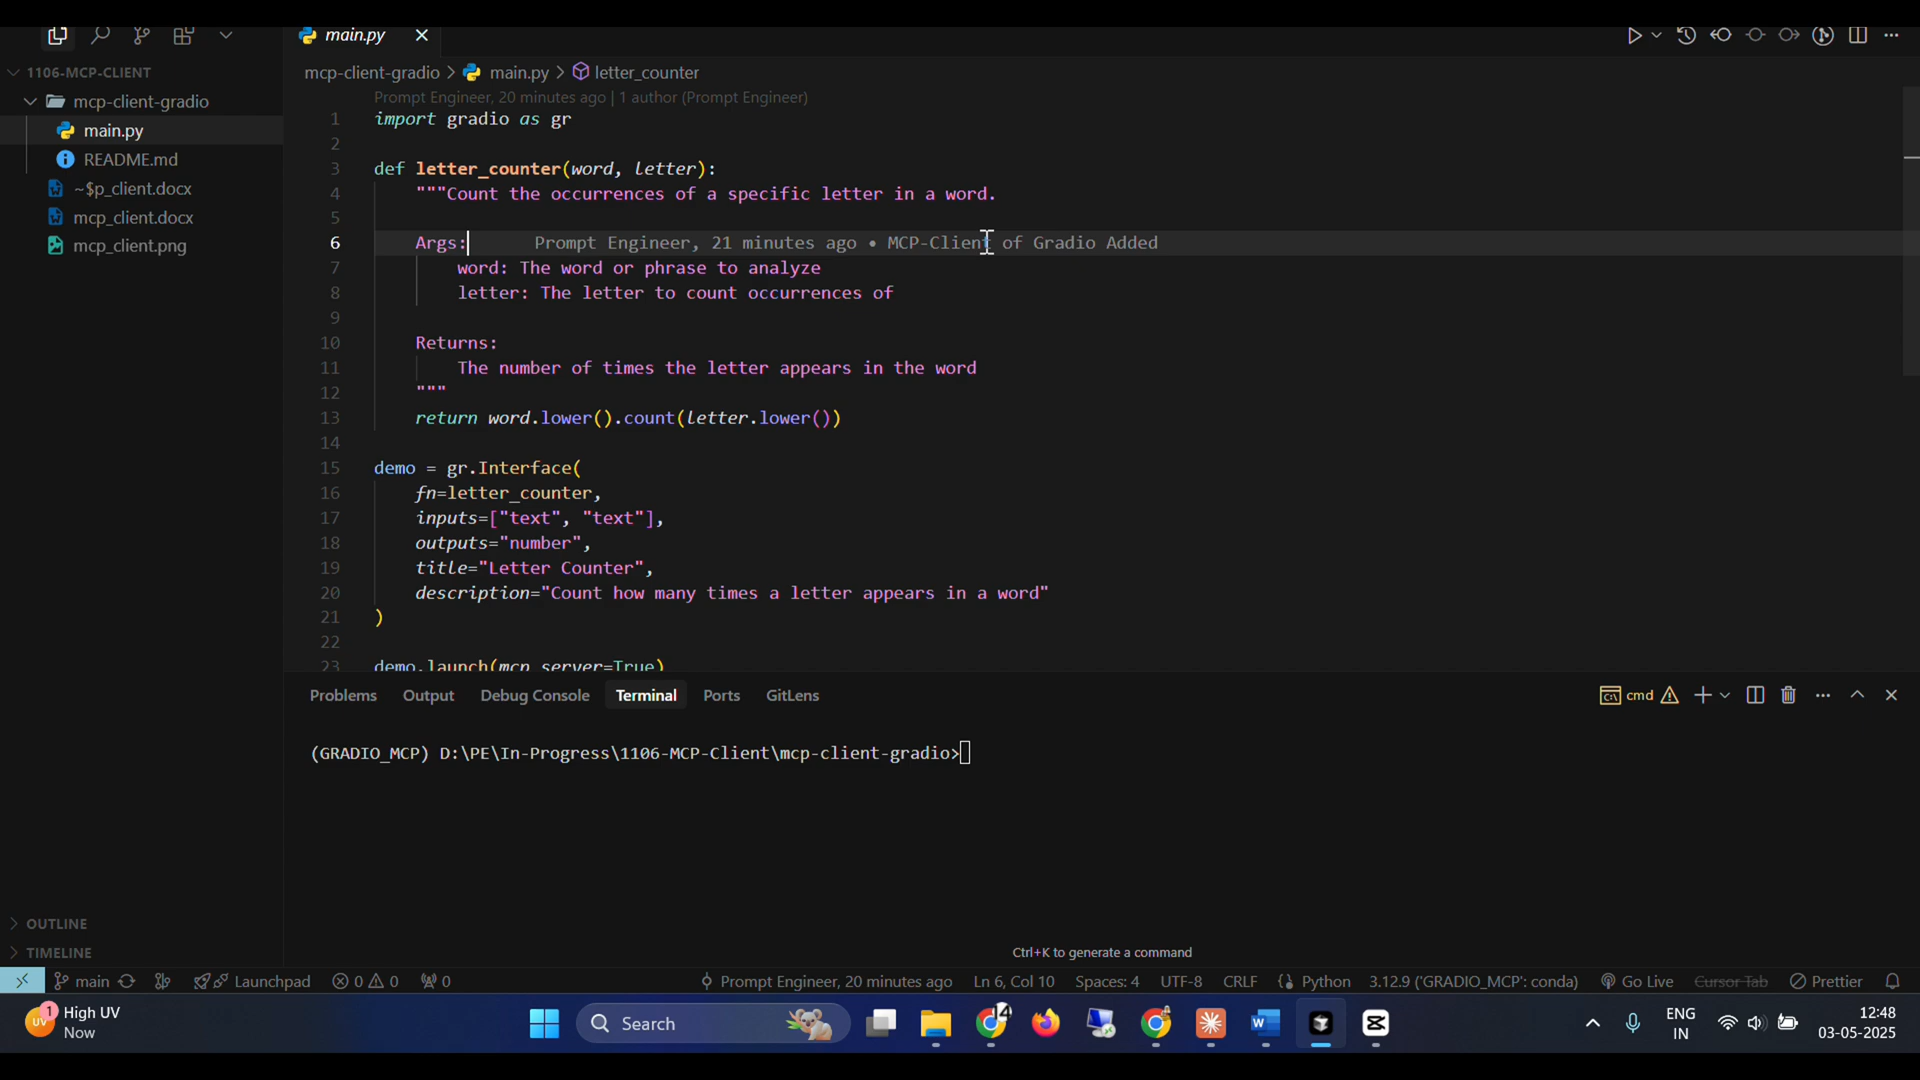 main.py
1106-MCP-CLIENT
mcp-client-gradio
main.py
README.md
~$p_client.docx
mcp_client.docx
mcp_client.png
OUTLINE
TIMELINE
mcp-client-gradio > main.py > letter_counter
Prompt Engineer, 20 minutes ago | 1 author (Prompt Engineer)
1 import gradio as gr
2
3 def letter_counter(word, letter):
4 """Count the occurrences of a specific letter in a word.
5
6 Args: Prompt Engineer, 21 minutes ago • MCP-Client of Gradio Added
7 word: The word or phrase to analyze
8 letter: The letter to count occurrences of
9
10 Returns:
11 The number of times the letter appears in the word
12 """
13 return word.lower().count(letter.lower())
14
15 demo = gr.Interface(
16 fn=letter_counter,
17 inputs=["text", "text"],
18 outputs="number",
19 title="Letter Counter",
20 description="Count how many times a letter appears in a word"
21 )
22
23 demo.launch(mcp_server=True)
Problems Output Debug Console Terminal Ports GitLens
cmd
(GRADIO_MCP) D:\PE\In-Progress\1106-MCP-Client\mcp-client-gradio>
Ctrl+K to generate a command
main Launchpad 0 0 0 Prompt Engineer, 20 minutes ago Ln 6, Col 10 Spaces: 4 UTF-8 CRLF Python 3.12.9 ('GRADIO_MCP': conda) Go Live Cursor Tab Prettier
1 UV High UV
Now
Search
14
ENG
IN
12:48
03-05-2025